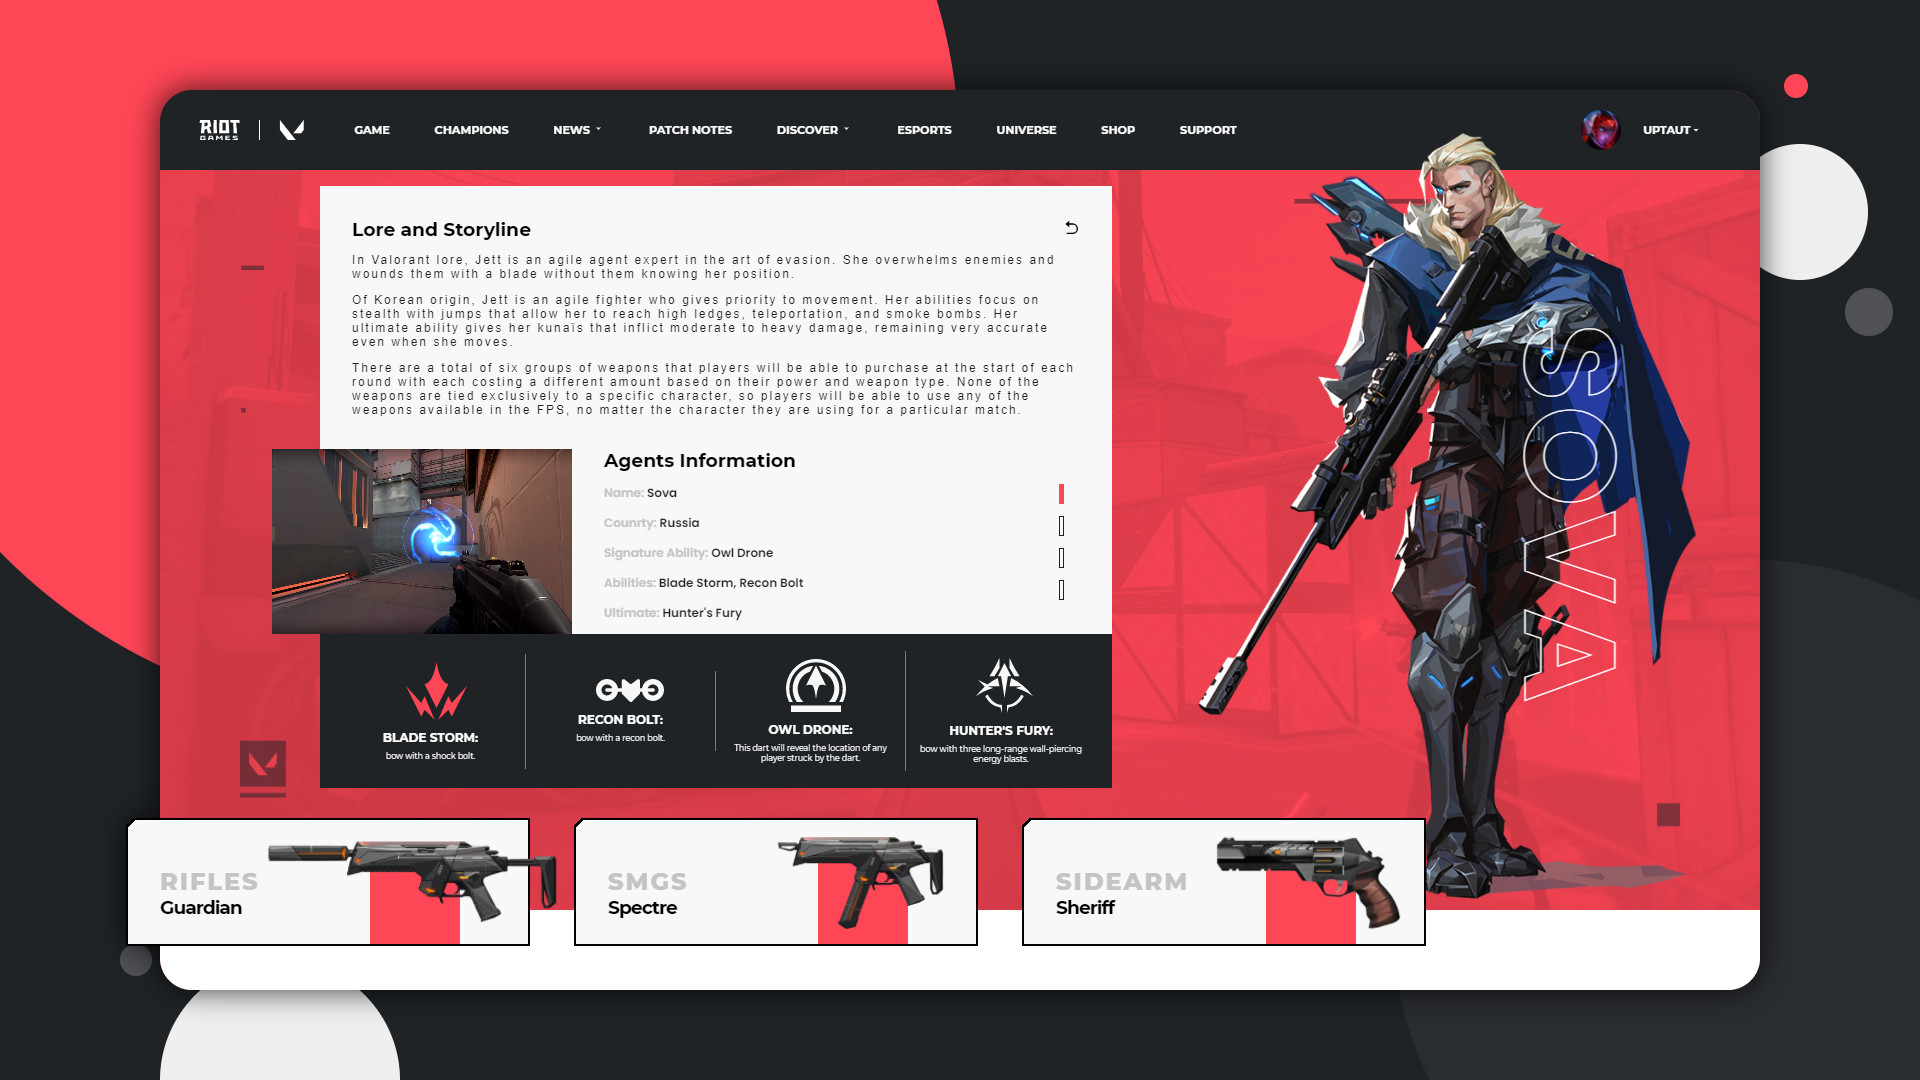 RIOT
GAMES
GAME
CHAMPIONS
NEWS
PATCH NOTES
DISCOVER
ESPORTS
UNIVERSE
SHOP
SUPPORT
UPTAUT
Lore and Storyline
In Valorant lore, Jett is an agile agent expert in the art of evasion. She overwhelms enemies and
wounds them with a blade without them knowing her position.
Of Korean origin, Jett is an agile fighter who gives priority to movement. Her abilities focus on
stealth with jumps that allow her to reach high ledges, teleportation, and smoke bombs. Her
ultimate ability gives her kunaïs that inflict moderate to heavy damage, remaining very accurate
even when she moves.
There are a total of six groups of weapons that players will be able to purchase at the start of each
round with each costing a different amount based on their power and weapon type. None of the
weapons are tied exclusively to a specific character, so players will be able to use any of the
weapons available in the FPS, no matter the character they are using for a particular match.
Agents Information
Name: Sova
Counrty: Russia
Signature Ability: Owl Drone
Abilities: Blade Storm, Recon Bolt
Ultimate: Hunter's Fury
SOVA
BLADE STORM:
bow with a shock bolt.
RECON BOLT:
bow with a recon bolt.
OWL DRONE:
This dart will reveal the location of any
player struck by the dart.
HUNTER'S FURY:
bow with three long-range wall-piercing
energy blasts.
RIFLES
Guardian
SMGS
Spectre
SIDEARM
Sheriff